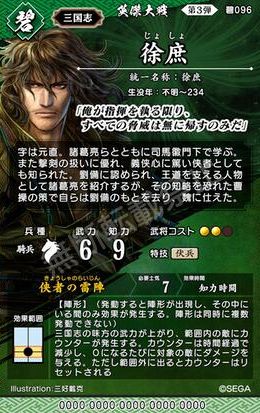 碧
三国志
英傑大戦
第3弾
碧096
じょ しょ
徐庶
統一名称:徐庶
生没年:不明～234
「俺が指揮を執る限り、
すべての脅威は無に帰すのみだ」
字は元直。諸葛亮らとともに司馬徽門下で学ぶ。
また撃剣の扱いに優れ、義侠心に篤い侠者として
も知られた。劉備に認められ、王道を支える人物
として諸葛亮を紹介するが、その知略を恐れた曹
操の策で自らは劉備のもとを去り、魏に仕えた。
兵種 武力 知力 武将コスト
騎兵 6 9 特技 伏兵
きょうしゃのらいじん 必要士気 効果時間
侠者の雷陣 7 知力時間
効果範囲
【陣形】(発動すると陣形が出現し、その中にい
る間のみ効果が発生する。陣形は同時に複数
発動できない)
三国志の味方の武力が上がり、範囲内の敵にカ
ウンターが発生する。カウンターは時間経過で
減少し、0になるたびに対象の敵にダメージを与
える。ただし範囲外に出るとカウンターはリ
セットされる
Illustration:三好載克
©SEGA
0000-0000-0000-0000-0000